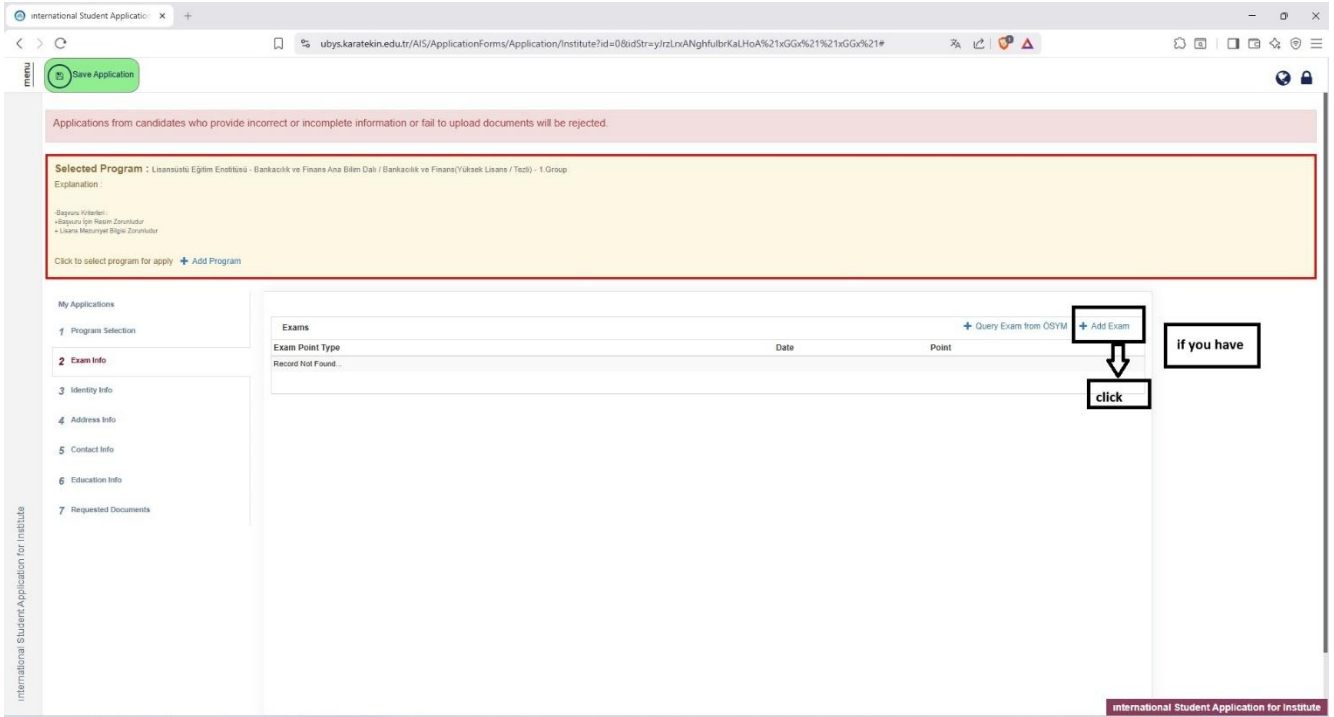 ınternational Student Applicatio
ubys.karatekin.edu.tr/AIS/ApplicationForms/Application/Institute?id=0&idStr=yJrzLrxANghfulbrKaLHoA%21xGGx%21%21xGGx%21#
menu
Save Application
Applications from candidates who provide incorrect or incomplete information or fail to upload documents will be rejected.
Selected Program : Lisansüstü Eğitim Enstitüsü - Bankacılık ve Finans Ana Bilim Dalı / Bankacılık ve Finans(Yüksek Lisans / Tezli) - 1.Group
Explanation :
-Başvuru Kriterleri :
+Başvuru İçin Resim Zorunludur
+ Lisans Mezuniyet Bilgisi Zorunludur
Click to select program for apply + Add Program
My Applications
1 Program Selection
2 Exam Info
3 Identity Info
4 Address Info
5 Contact Info
6 Education Info
7 Requested Documents
Exams
+ Query Exam from ÖSYM + Add Exam
Exam Point Type Date Point
Record Not Found...
if you have
click
ınternational Student Application for Institute
ınternational Student Application for Institute